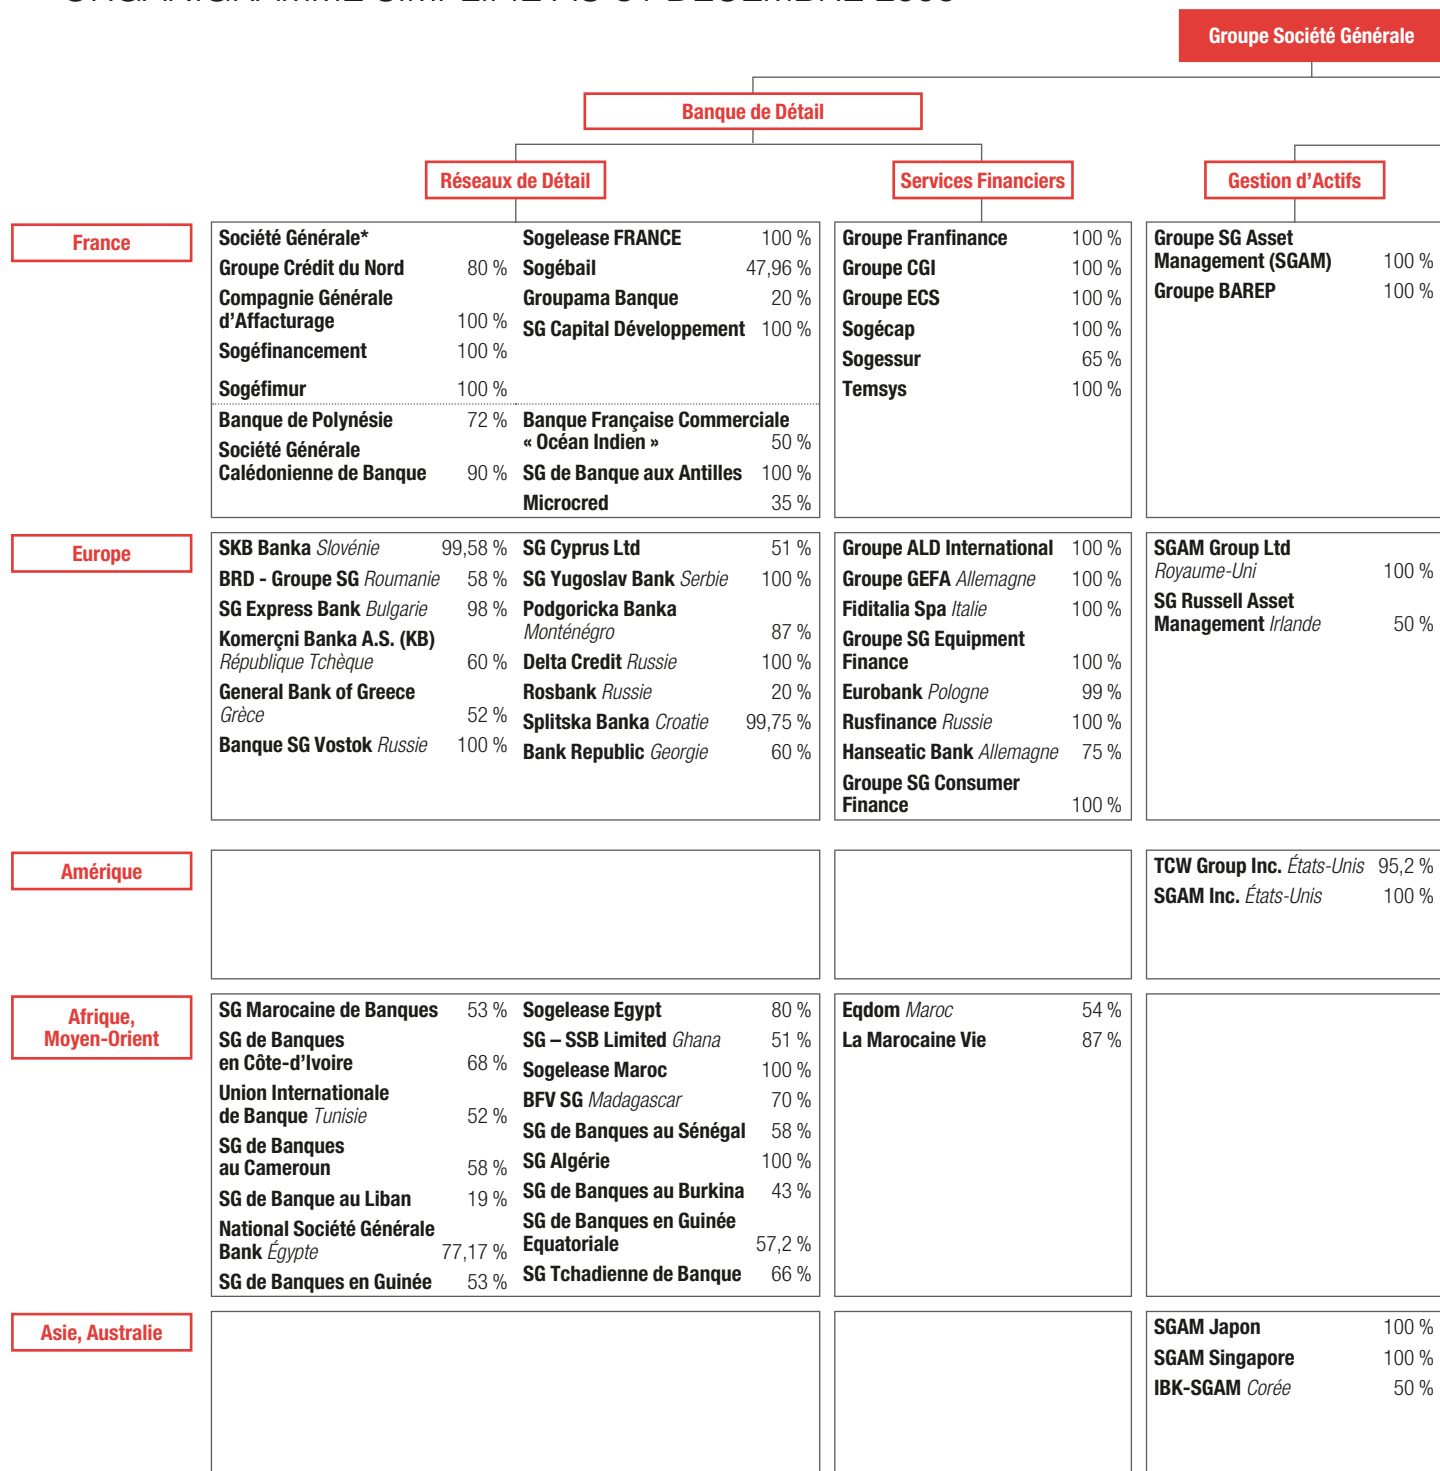 ORGANIGRAMME SIMPLIFIÉ AU 31 DÉCEMBRE
Groupe Société Générale
Banque de Détail
Réseaux de Détail
Services Financiers
Gestion d'Actifs
France
Société Générale*
Groupe Crédit du Nord 80 %
Compagnie Générale
d'Affacturage 100 %
Sogéfinancement 100 %
Sogéfimur 100 %
Sogelease FRANCE 100 %
Sogébail 47,96 %
Groupama Banque 20 %
SG Capital Développement 100 %
Banque de Polynésie 72 %
Société Générale
Calédonienne de Banque 90 %
Banque Française Commerciale
« Océan Indien » 50 %
SG de Banque aux Antilles 100 %
Microcred 35 %
Groupe Franfinance 100 %
Groupe CGI 100 %
Groupe ECS 100 %
Sogécap 100 %
Sogessur 65 %
Temsys 100 %
Groupe SG Asset
Management (SGAM) 100 %
Groupe BAREP 100 %
Europe
SKB Banka Slovénie 99,58 %
BRD - Groupe SG Roumanie 58 %
SG Express Bank Bulgarie 98 %
Komerçni Banka A.S. (KB)
République Tchèque 60 %
General Bank of Greece
Grèce 52 %
Banque SG Vostok Russie 100 %
SG Cyprus Ltd 51 %
SG Yugoslav Bank Serbie 100 %
Podgoricka Banka
Monténégro 87 %
Delta Credit Russie 100 %
Rosbank Russie 20 %
Splitska Banka Croatie 99,75 %
Bank Republic Georgie 60 %
Groupe ALD International 100 %
Groupe GEFA Allemagne 100 %
Fiditalia Spa Italie 100 %
Groupe SG Equipment
Finance 100 %
Eurobank Pologne 99 %
Rusfinance Russie 100 %
Hanseatic Bank Allemagne 75 %
Groupe SG Consumer
Finance 100 %
SGAM Group Ltd
Royaume-Uni 100 %
SG Russell Asset
Management Irlande 50 %
Amérique
TCW Group Inc. États-Unis 95,2 %
SGAM Inc. États-Unis 100 %
Afrique,
Moyen-Orient
SG Marocaine de Banques 53 %
SG de Banques
en Côte-d'Ivoire 68 %
Union Internationale
de Banque Tunisie 52 %
SG de Banques
au Cameroun 58 %
SG de Banque au Liban 19 %
National Société Générale
Bank Égypte 77,17 %
SG de Banques en Guinée 53 %
Sogelease Egypt 80 %
SG – SSB Limited Ghana 51 %
Sogelease Maroc 100 %
BFV SG Madagascar 70 %
SG de Banques au Sénégal 58 %
SG Algérie 100 %
SG de Banques au Burkina 43 %
SG de Banques en Guinée
Equatoriale 57,2 %
SG Tchadienne de Banque 66 %
Eqdom Maroc 54 %
La Marocaine Vie 87 %
Asie, Australie
SGAM Japon 100 %
SGAM Singapore 100 %
IBK-SGAM Corée 50 %